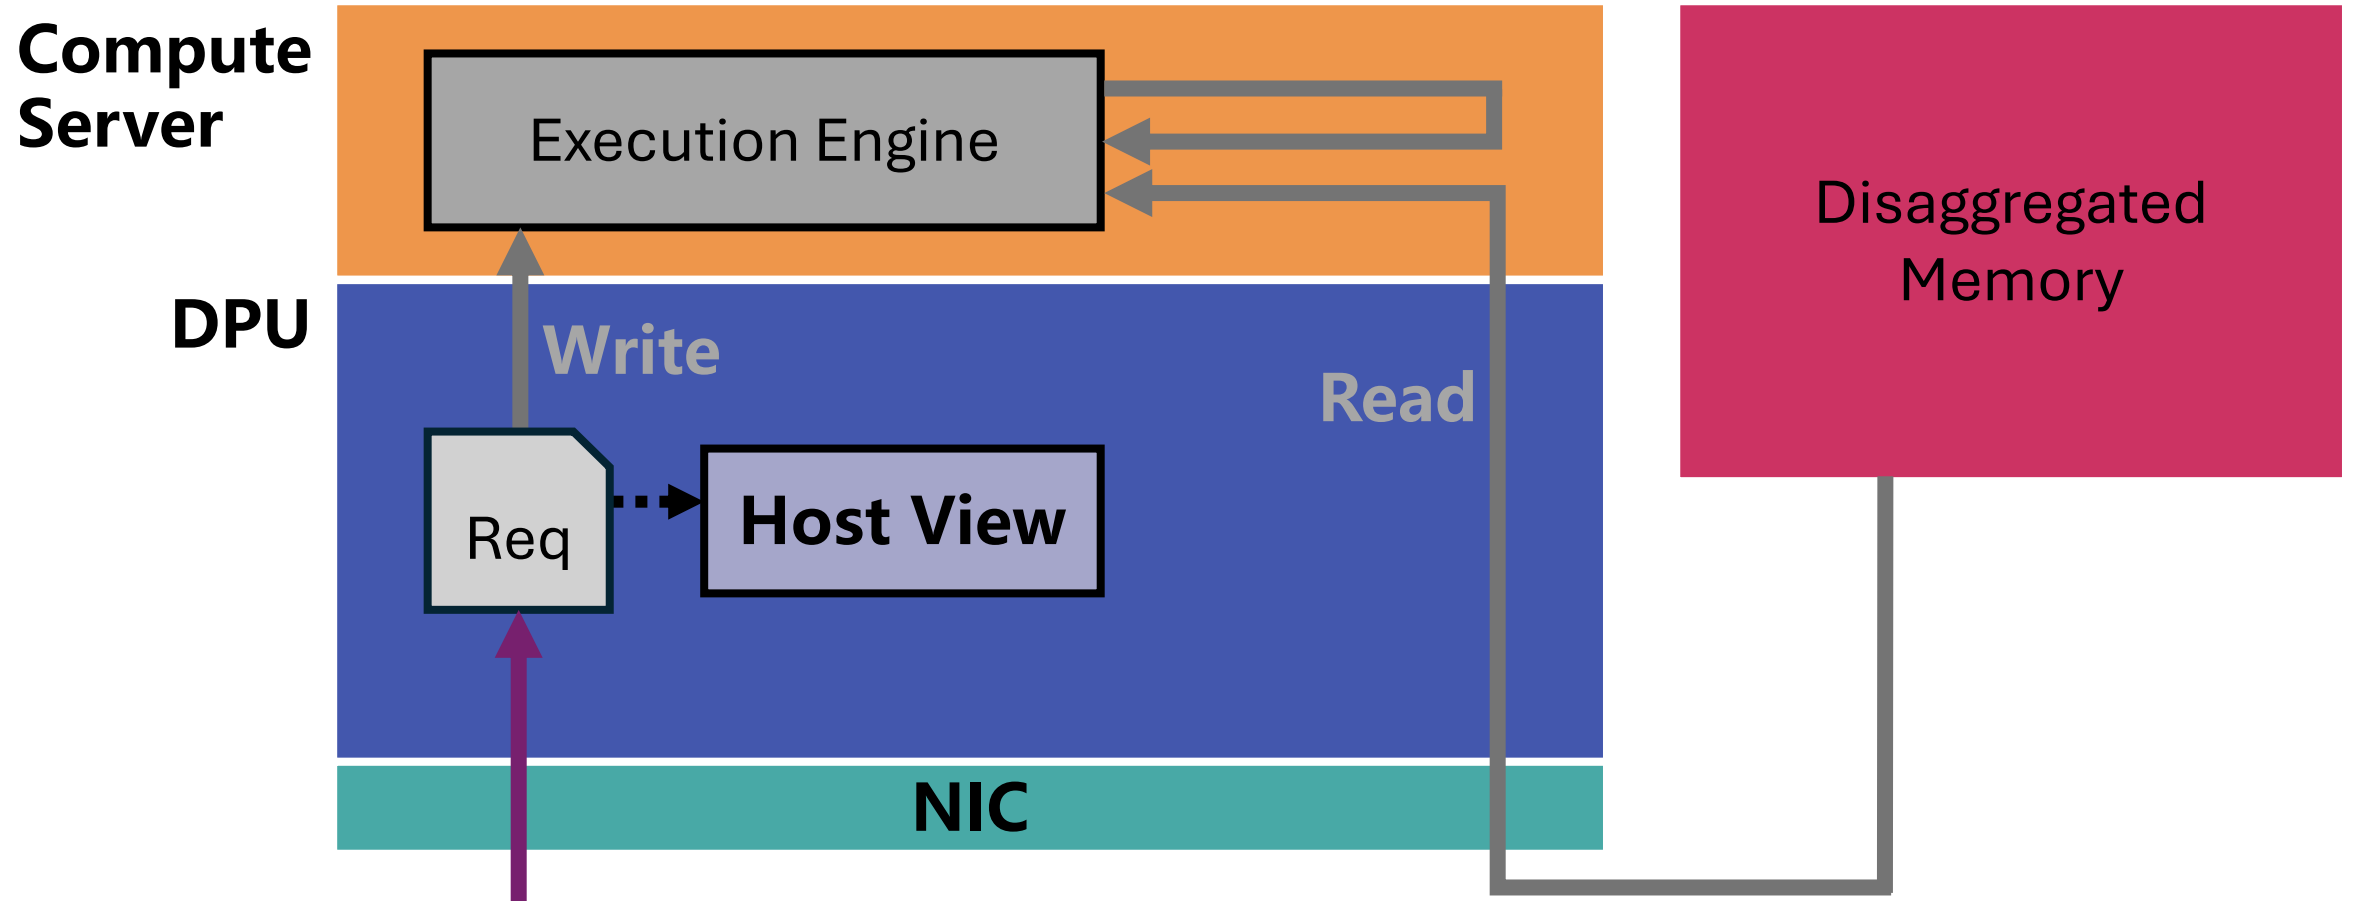 Compute
Server
Execution Engine
Disaggregated
Memory
DPU
Write
Read
Req
Host View
NIC